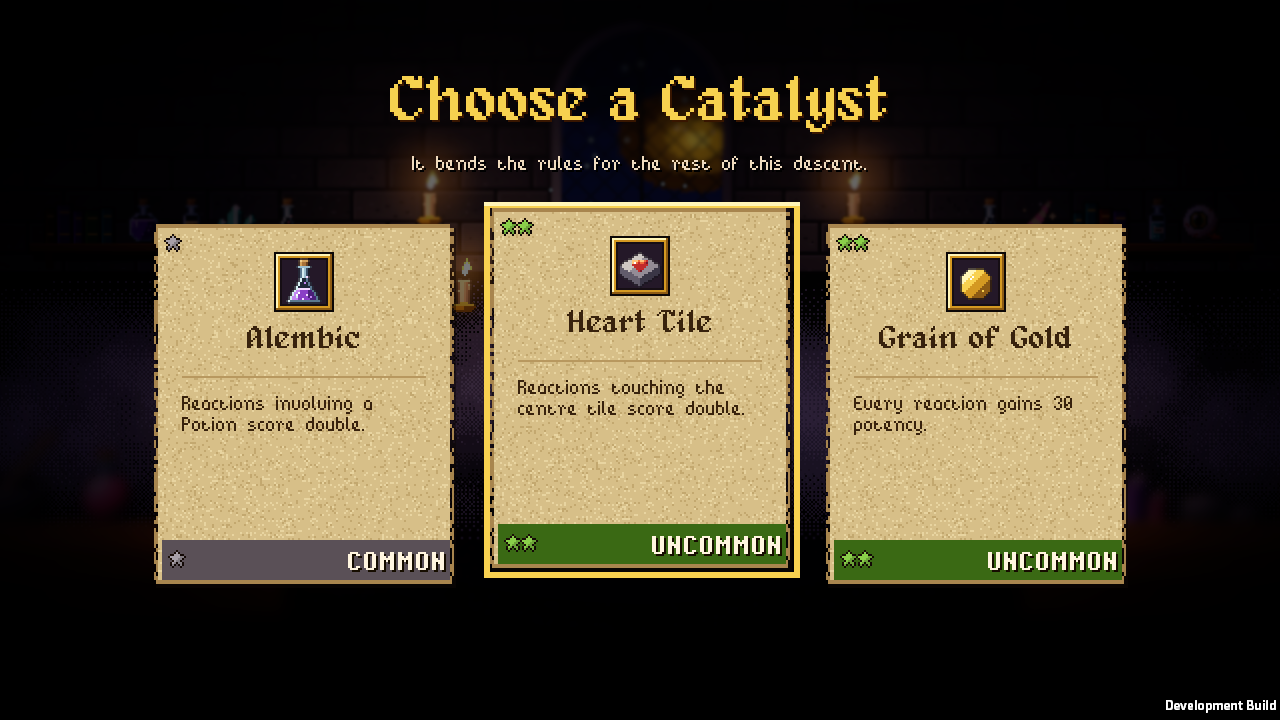 Choose a Catalyst
It bends the rules for the rest of this descent.
Alembic
Reactions involving a
Potion score double.
COMMON
Heart Tile
Reactions touching the
centre tile score double.
UNCOMMON
Grain of Gold
Every reaction gains 30
potency.
UNCOMMON
Development Build